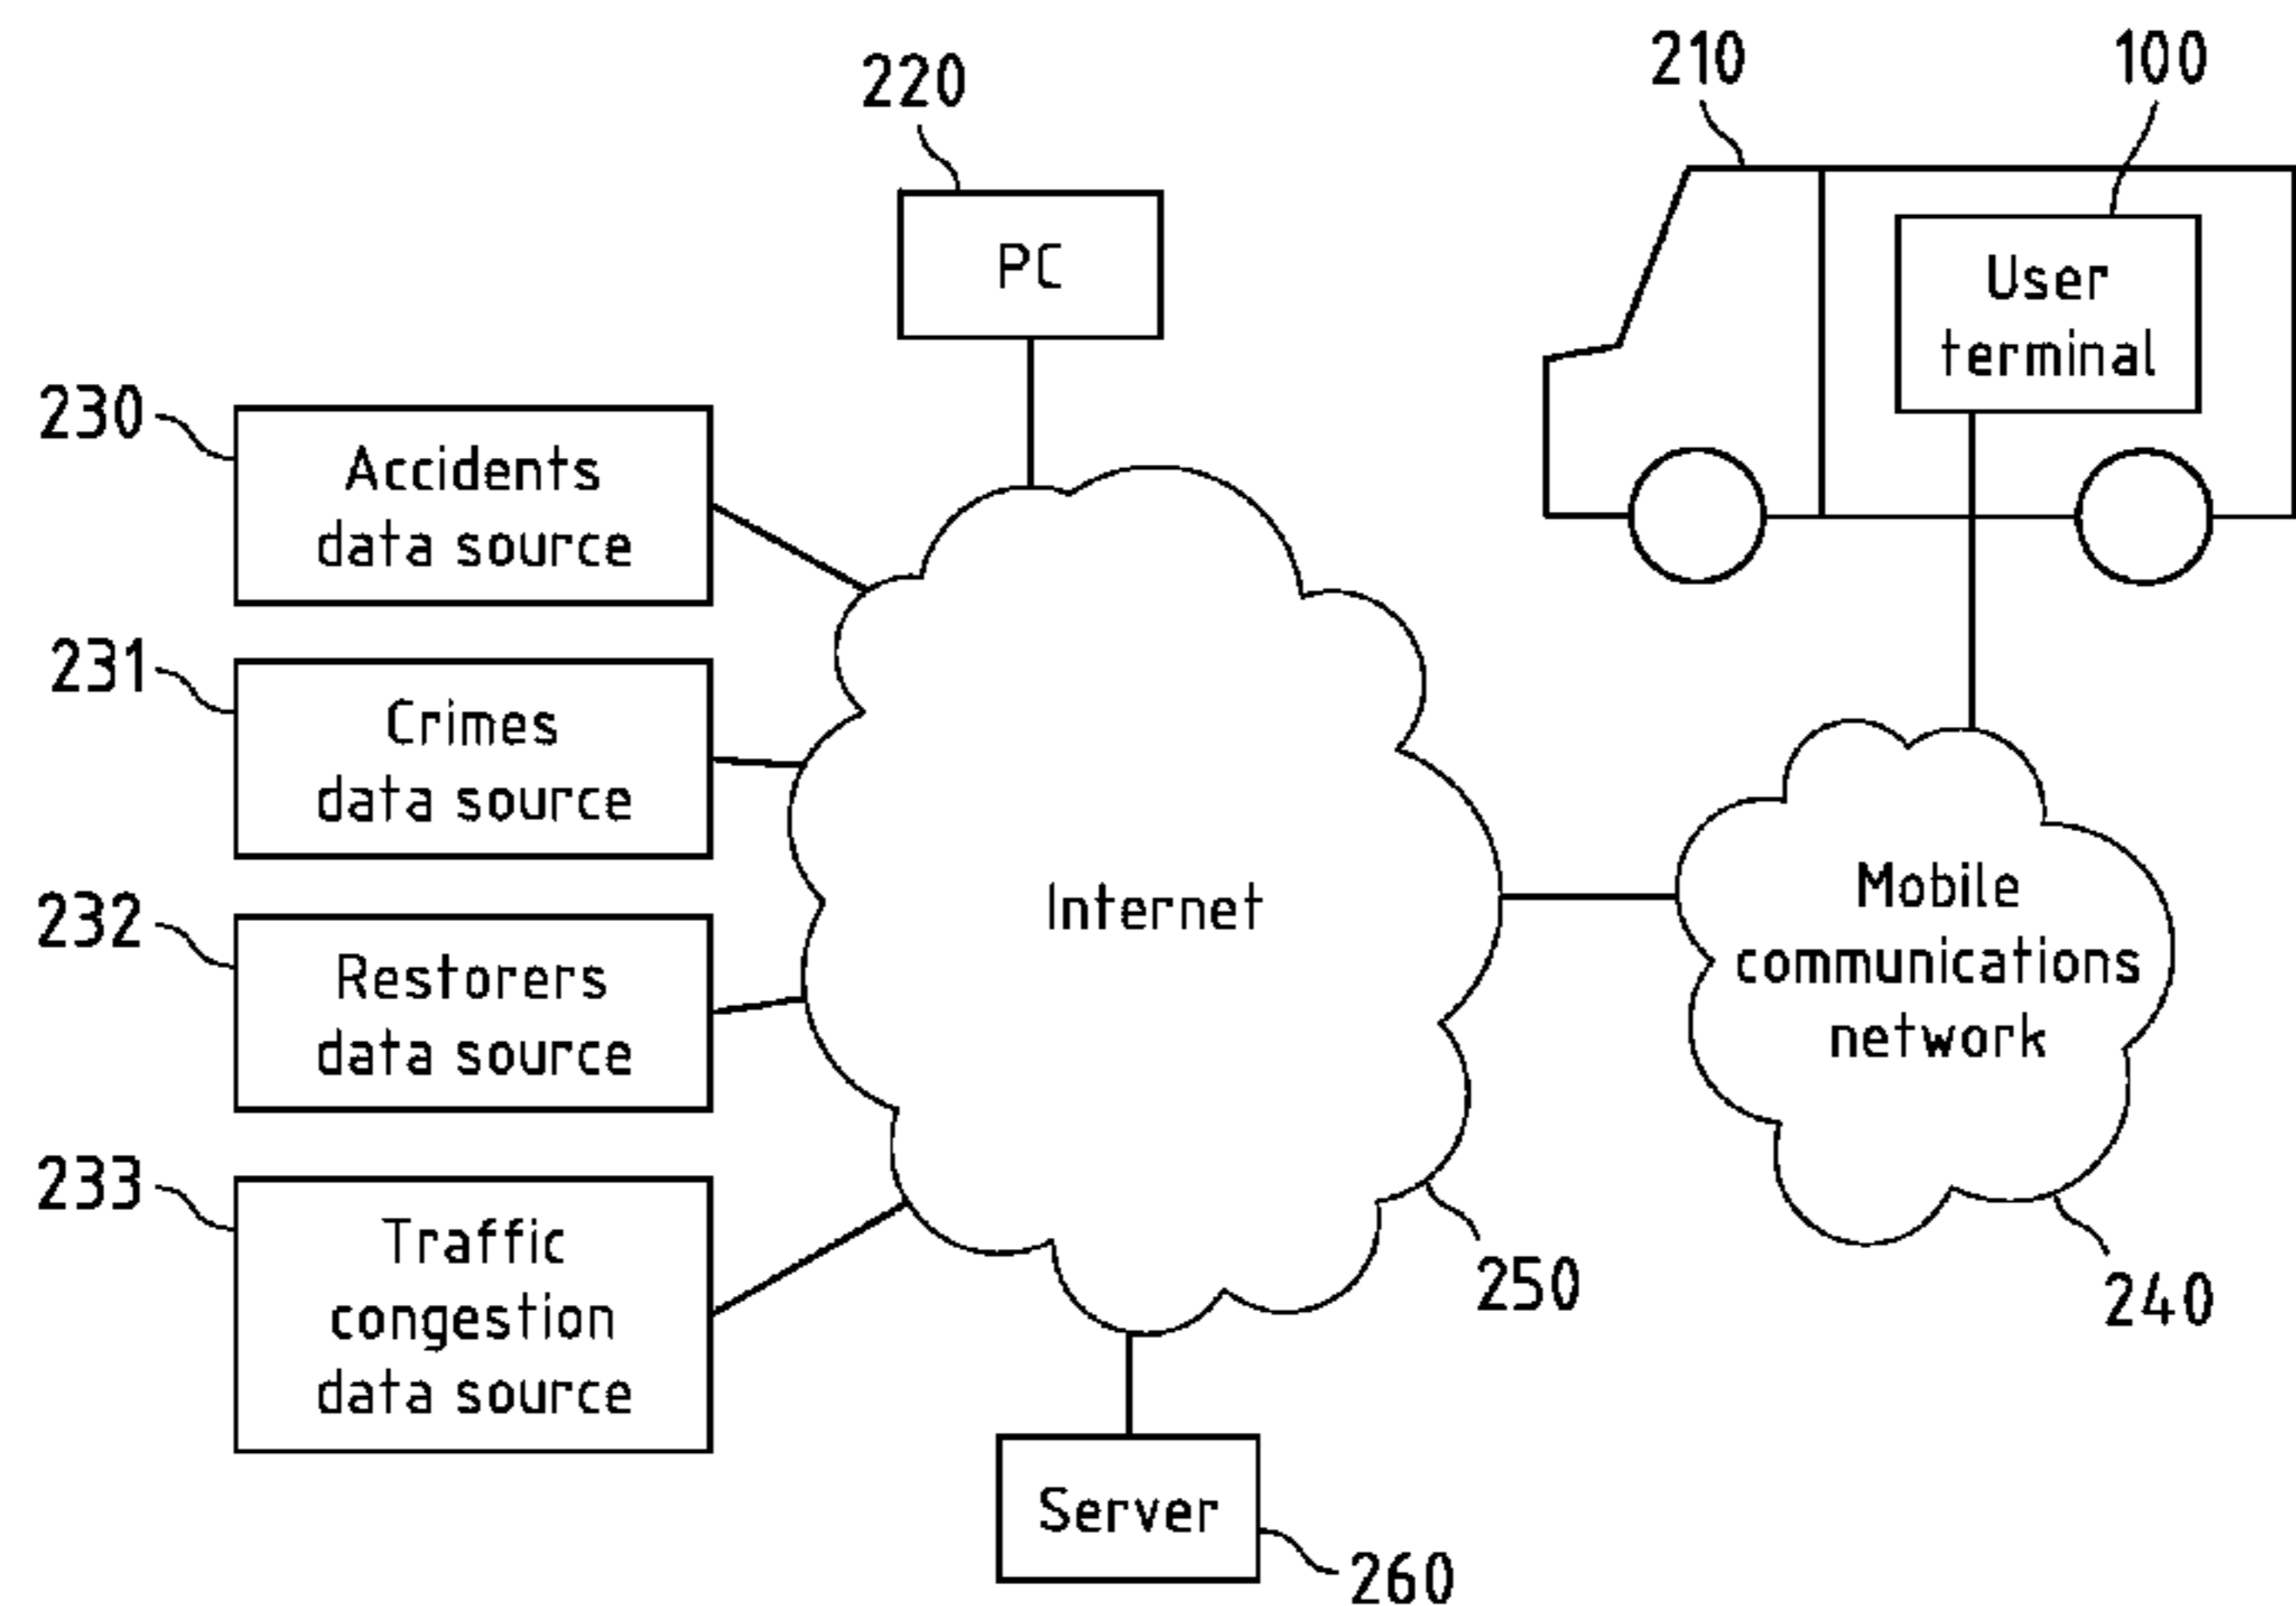 210
100
220
PC
User
terminal
230
Accidents
data source
231
Crimes
data source
232
Restorers
data source
233
Traffic
congestion
data source
Internet
Mobile
communications
network
250
240
Server
260